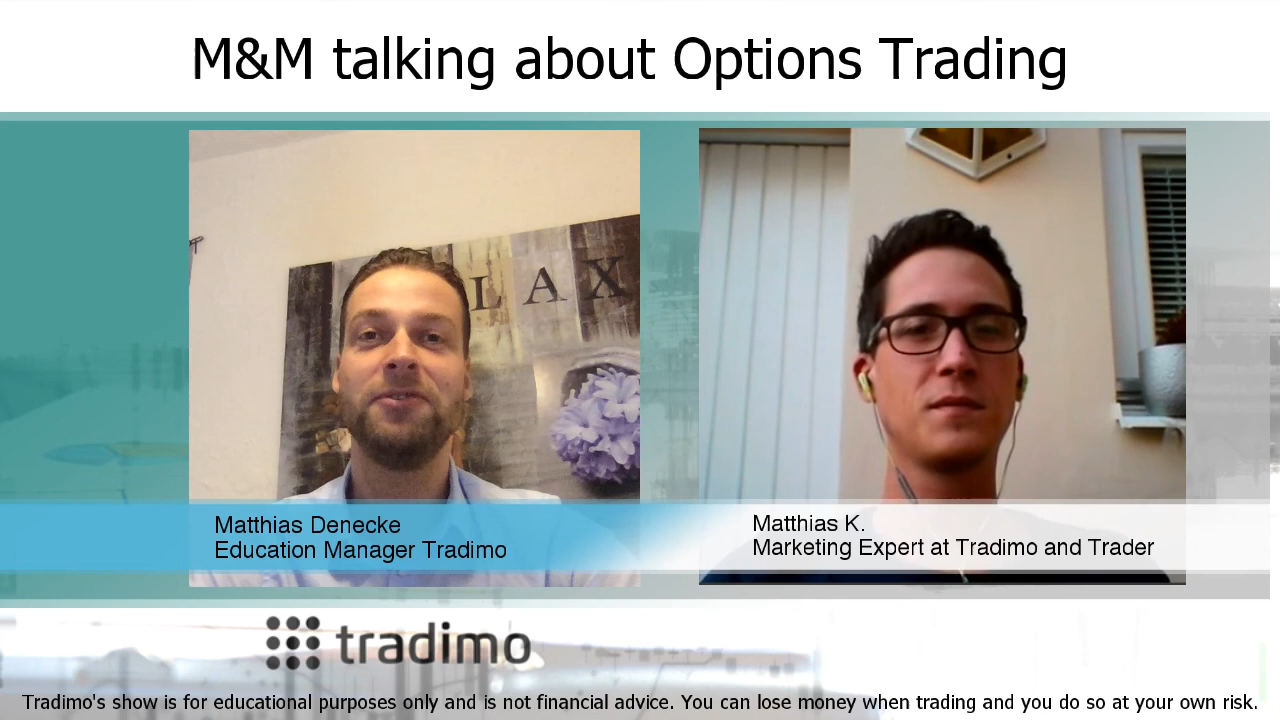 M&M talking about Options Trading
LAX
Matthias Denecke
Education Manager Tradimo
Matthias K.
Marketing Expert at Tradimo and Trader
tradimo
Tradimo's show is for educational purposes only and is not financial advice. You can lose money when trading and you do so at your own risk.